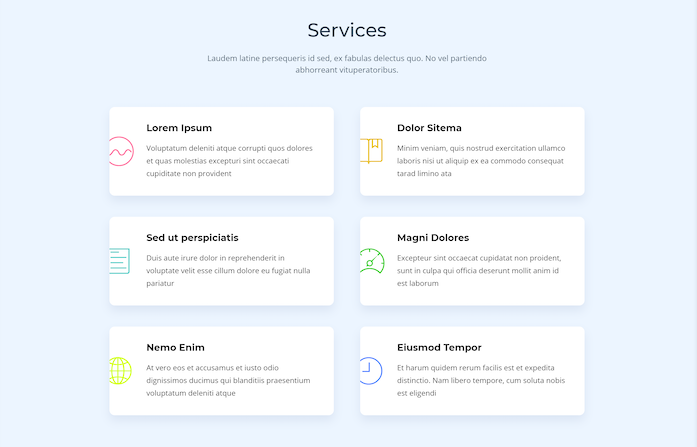 Services
Laudem latine persequeris id sed, ex fabulas delectus quo. No vel partiendo
abhorreant vituperatoribus.
Lorem Ipsum
Voluptatum deleniti atque corrupti quos dolores
et quas molestias excepturi sint occaecati
cupiditate non provident
Dolor Sitema
Minim veniam, quis nostrud exercitation ullamco
laboris nisi ut aliquip ex ea commodo consequat
tarad limino ata
Sed ut perspiciatis
Duis aute irure dolor in reprehenderit in
voluptate velit esse cillum dolore eu fugiat nulla
pariatur
Magni Dolores
Excepteur sint occaecat cupidatat non proident,
sunt in culpa qui officia deserunt mollit anim id
est laborum
Nemo Enim
At vero eos et accusamus et iusto odio
dignissimos ducimus qui blanditiis praesentium
voluptatum deleniti atque
Eiusmod Tempor
Et harum quidem rerum facilis est et expedita
distinctio. Nam libero tempore, cum soluta nobis
est eligendi